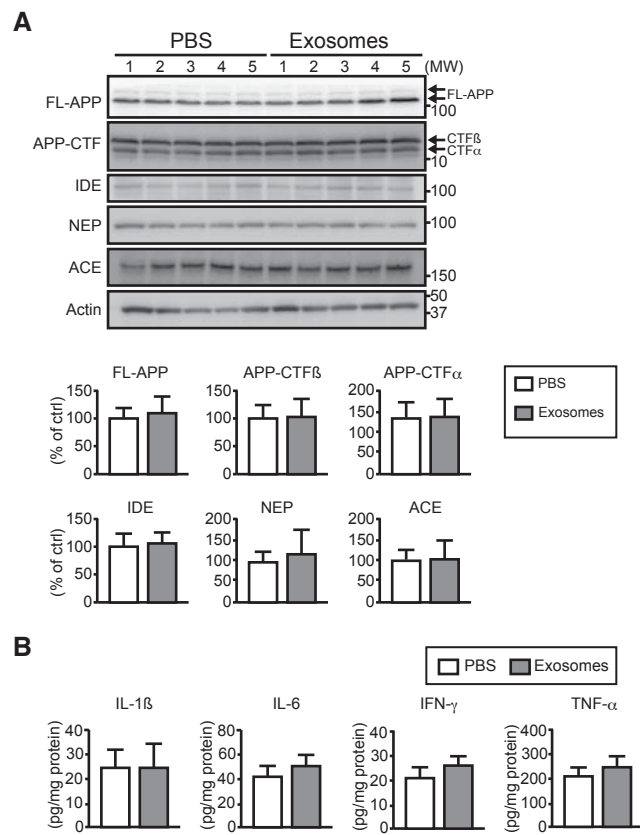 A
PBS Exosomes
1 2 3 4 5 1 2 3 4 5 (MW)
FL-APP
FL-APP
100
APP-CTF
CTFß
CTFα
10
IDE
100
NEP
100
ACE
150
Actin
50
37
FL-APP APP-CTFß APP-CTFα
(% of ctrl)
150
100
50
0
150
100
50
0
200
150
100
50
0
PBS
Exosomes
IDE NEP ACE
(% of ctrl)
150
100
50
0
200
150
100
50
0
200
150
100
50
0
B
PBS Exosomes
IL-1ß IL-6 IFN-γ TNF-α
(pg/mg protein)
40
30
20
10
0
(pg/mg protein)
80
60
40
20
0
(pg/mg protein)
40
30
20
10
0
(pg/mg protein)
400
300
200
100
0